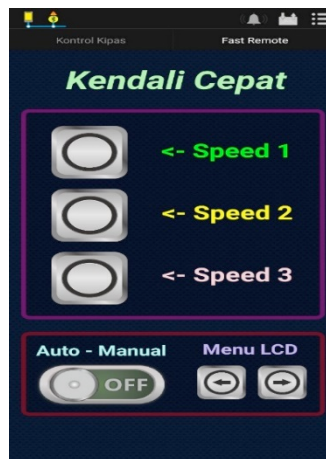 Kontrol Kipas Fast Remote
Kendali Cepat
<- Speed 1
<- Speed 2
<- Speed 3
Auto - Manual Menu LCD
OFF